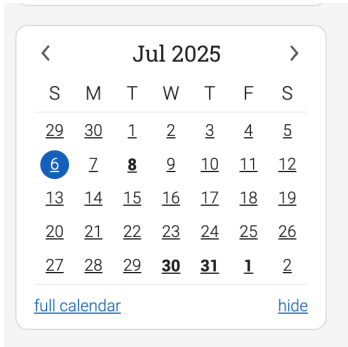 Jul 2025
S M T W T F S
29 30 1 2 3 4 5
6 7 8 9 10 11 12
13 14 15 16 17 18 19
20 21 22 23 24 25 26
27 28 29 30 31 1 2
full calendar hide